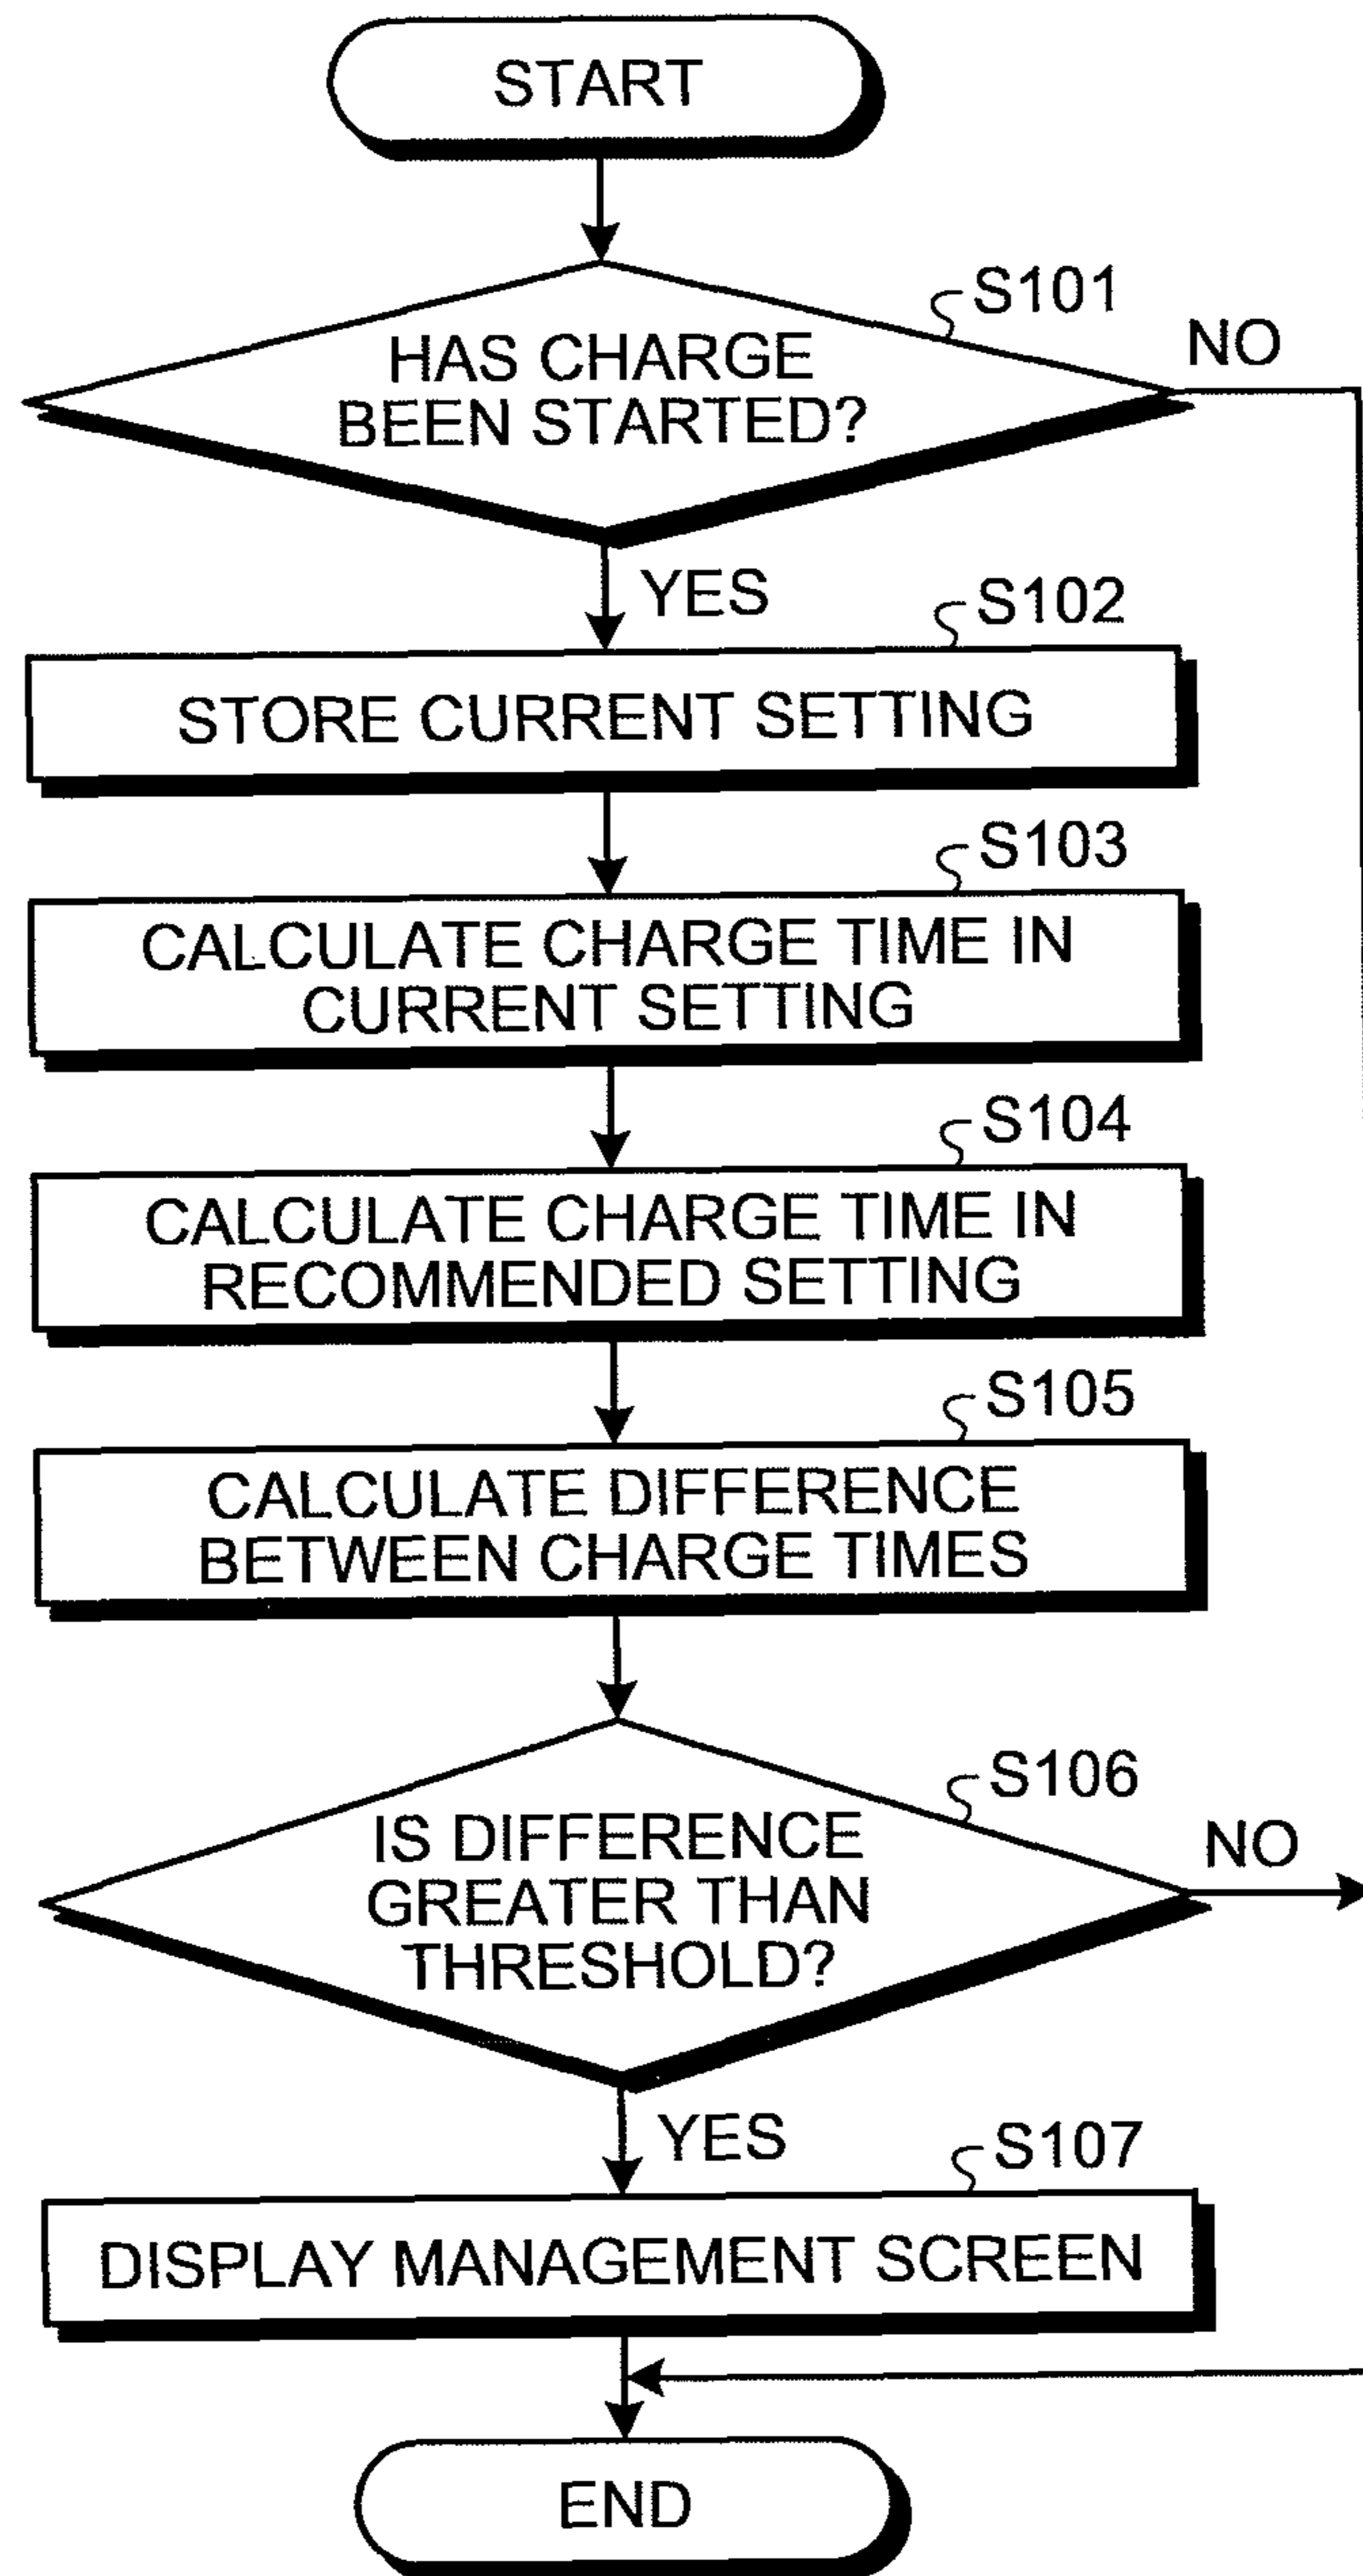 START
S101
NO
HAS CHARGE
BEEN STARTED?
YES
S102
STORE CURRENT SETTING
S103
CALCULATE CHARGE TIME IN
CURRENT SETTING
S104
CALCULATE CHARGE TIME IN
RECOMMENDED SETTING
S105
CALCULATE DIFFERENCE
BETWEEN CHARGE TIMES
S106
NO
IS DIFFERENCE
GREATER THAN
THRESHOLD?
YES
S107
DISPLAY MANAGEMENT SCREEN
END